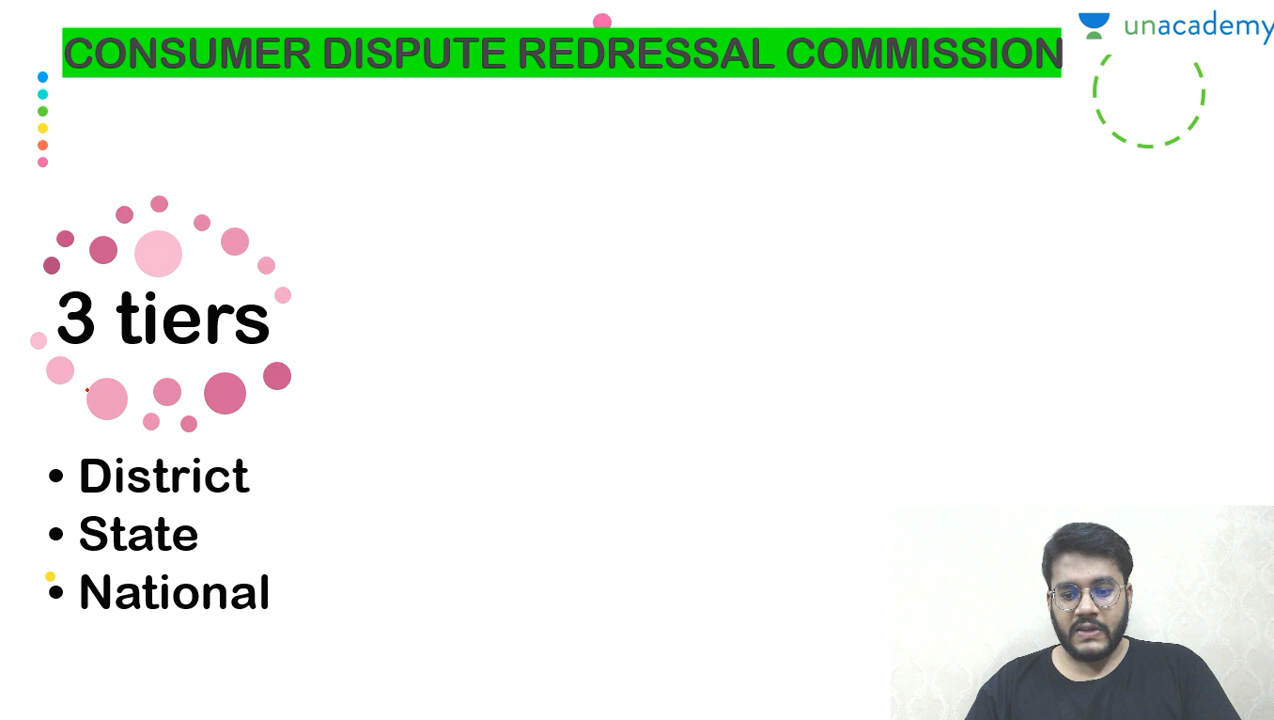 CONSUMER DISPUTE REDRESSAL COMMISSION
unacademy
3 tiers
• District
• State
• National